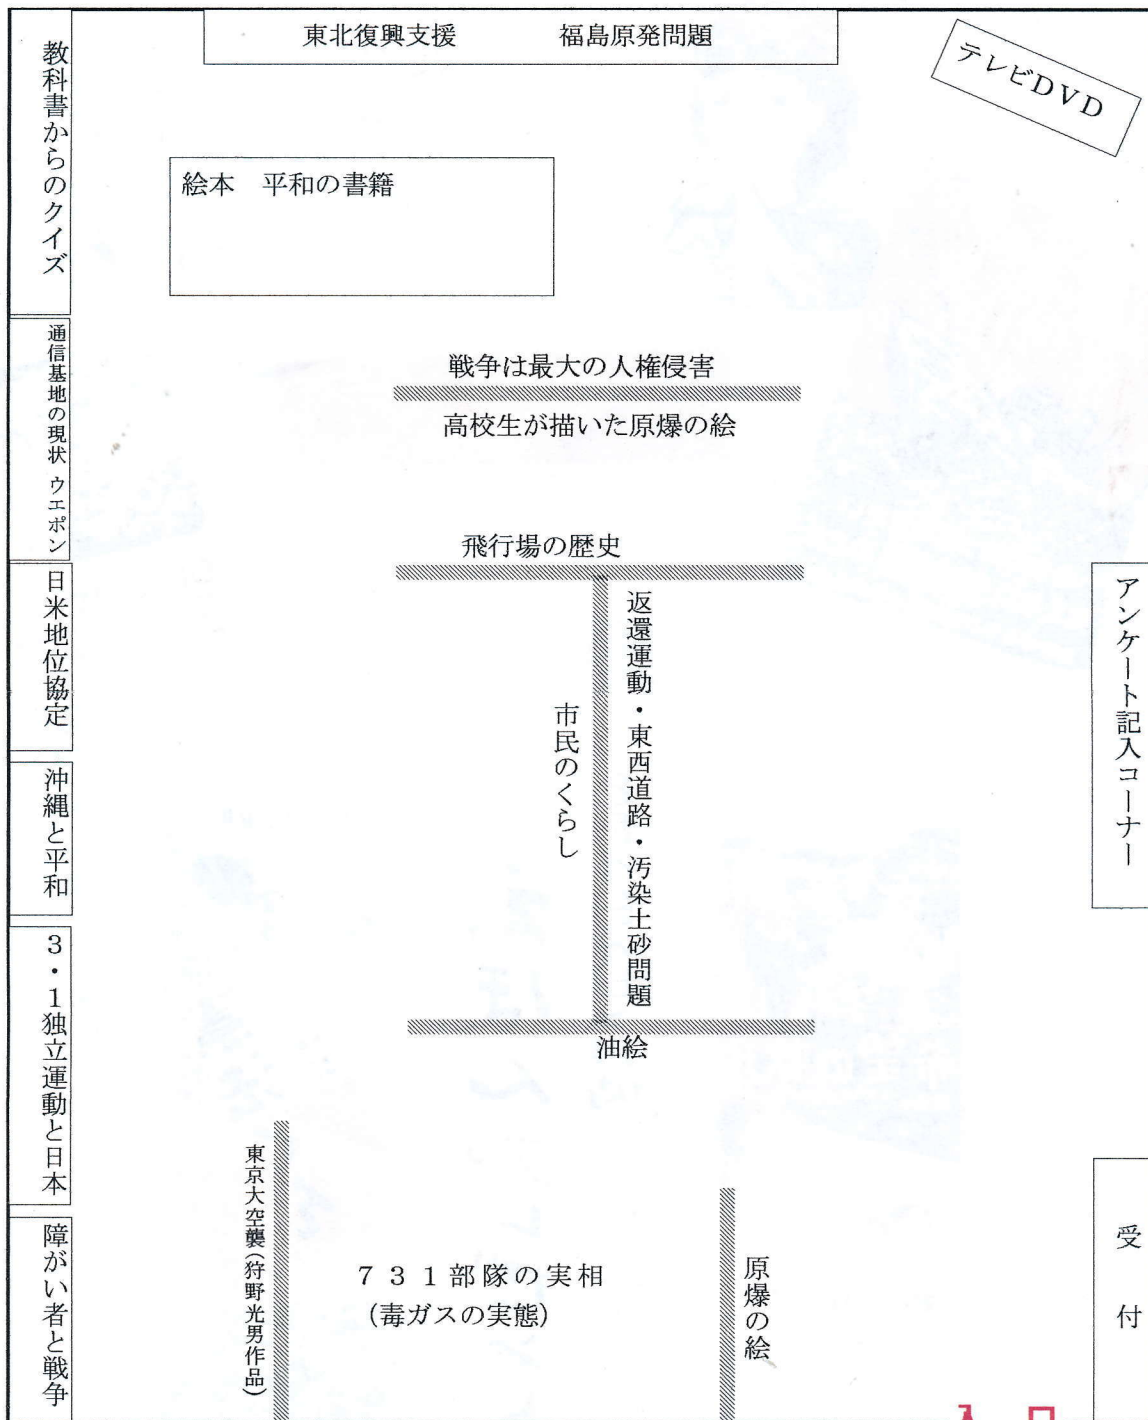 東北復興支援　　福島原発問題
テレビDVD
教科書からのクイズ
絵本　平和の書籍
通信基地の現状 ウエポン
戦争は最大の人権侵害
高校生が描いた原爆の絵
飛行場の歴史
日米地位協定
返還運動・東西道路・汚染土砂問題
市民のくらし
アンケート記入コーナー
沖縄と平和
3・1独立運動と日本
油絵
東京大空襲(狩野光男作品)
７３１部隊の実相
(毒ガスの実態)
原爆の絵
受付
障がい者と戦争
入口